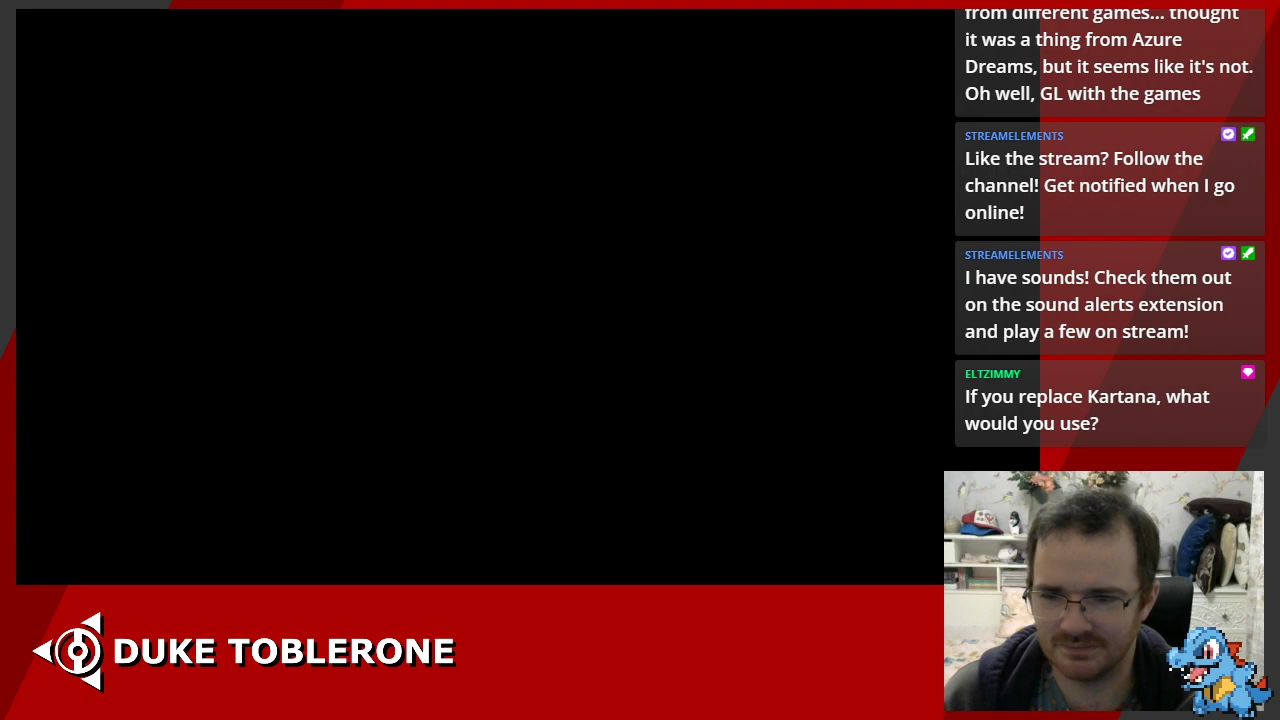 from different games... thought
it was a thing from Azure
Dreams, but it seems like it's not.
Oh well, GL with the games
STREAMELEMENTS
Like the stream? Follow the
channel! Get notified when I go
online!
STREAMELEMENTS
I have sounds! Check them out
on the sound alerts extension
and play a few on stream!
ELTZIMMY
If you replace Kartana, what
would you use?
DUKE TOBLERONE